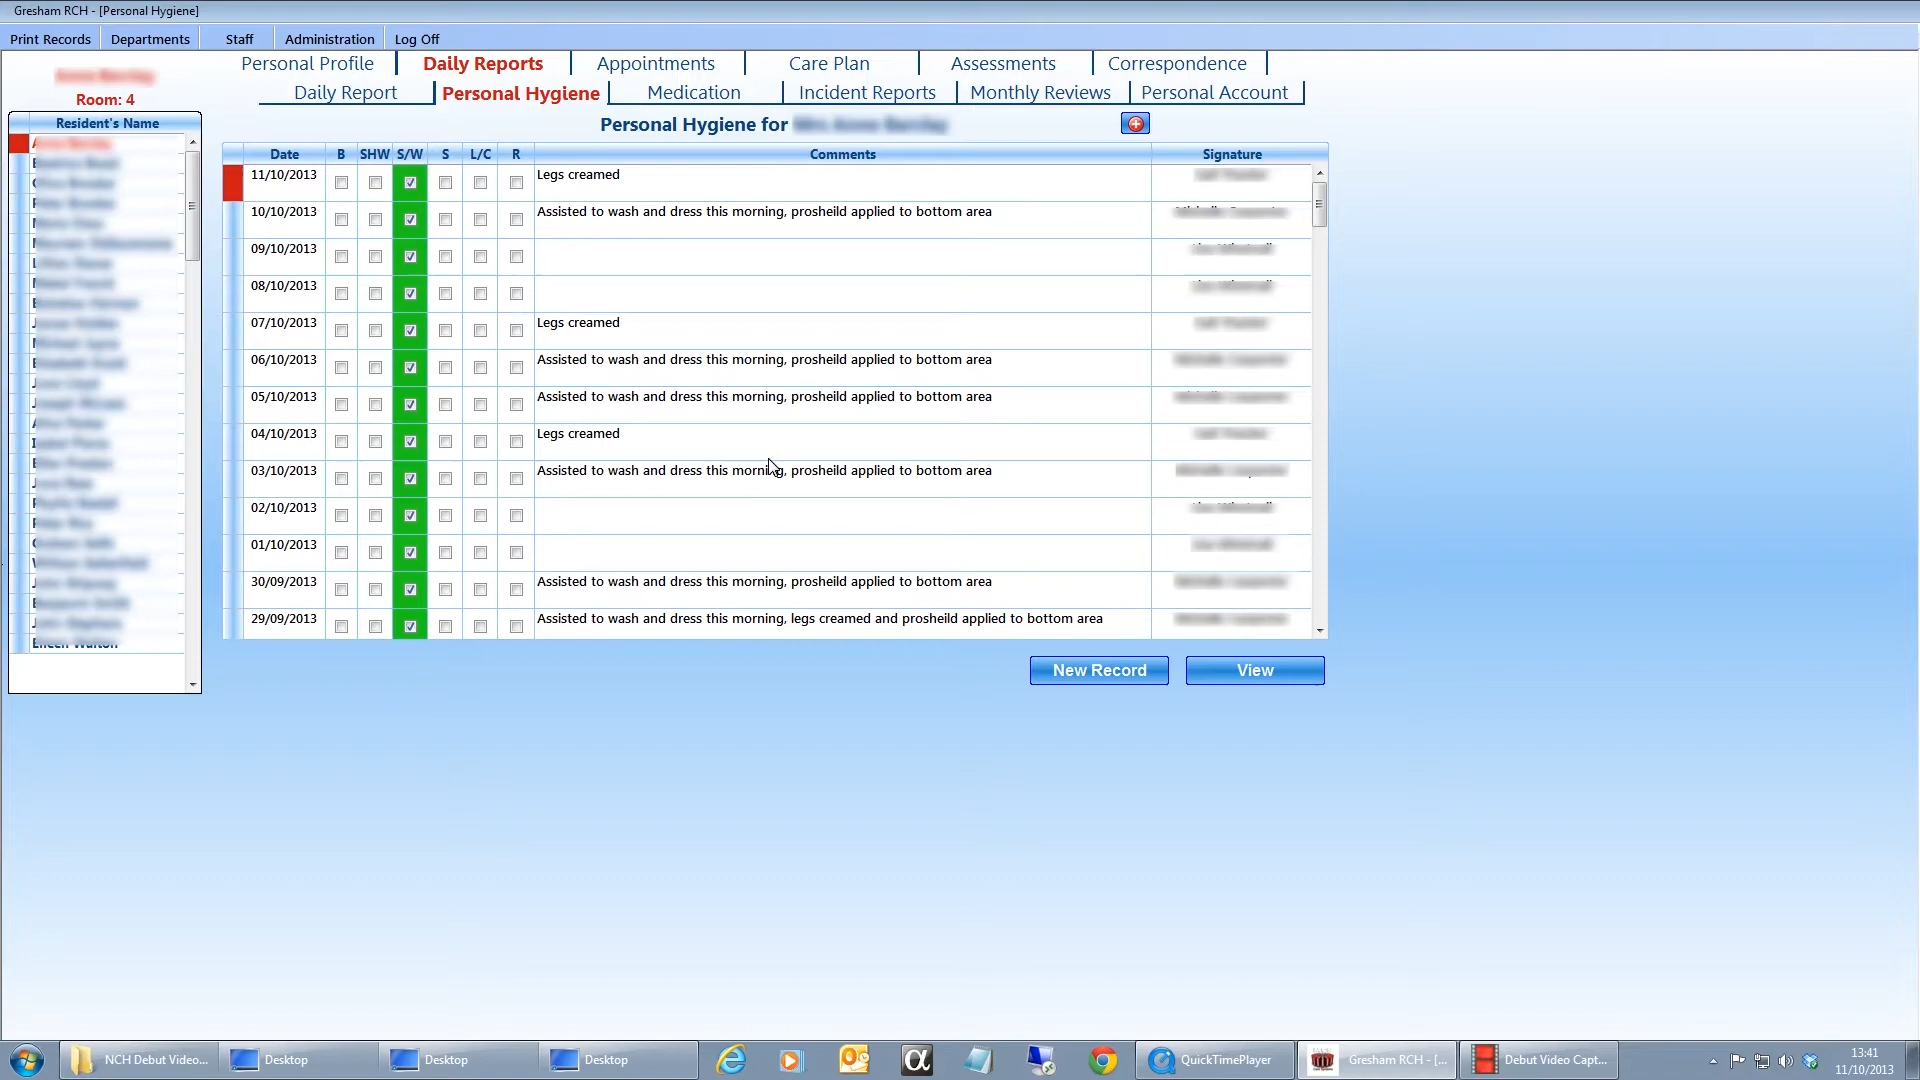 Gresham RCH - [Personal Hygiene]
Print Records Departments Staff Administration Log Off
Personal Profile Daily Reports Appointments Care Plan Assessments Correspondence
Room: 4
Daily Report Personal Hygiene Medication Incident Reports Monthly Reviews Personal Account
Resident's Name
Personal Hygiene for
Date B SHW S/W S L/C R Comments Signature
11/10/2013 Legs creamed
10/10/2013 Assisted to wash and dress this morning, prosheild applied to bottom area
09/10/2013
08/10/2013
07/10/2013 Legs creamed
06/10/2013 Assisted to wash and dress this morning, prosheild applied to bottom area
05/10/2013 Assisted to wash and dress this morning, prosheild applied to bottom area
04/10/2013 Legs creamed
03/10/2013 Assisted to wash and dress this morning, prosheild applied to bottom area
02/10/2013
01/10/2013
30/09/2013 Assisted to wash and dress this morning, prosheild applied to bottom area
29/09/2013 Assisted to wash and dress this morning, legs creamed and prosheild applied to bottom area
New Record View
NCH Debut Video... Desktop Desktop Desktop QuickTimePlayer Gresham RCH - [... Debut Video Capt...
13:41
11/10/2013